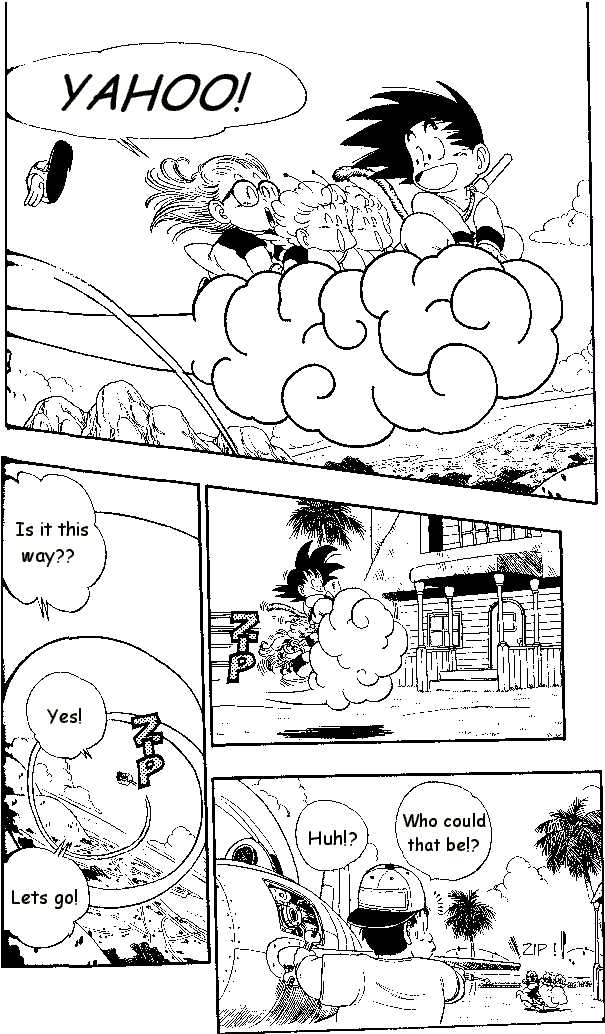 YAHOO!
Is it this
way??
Yes!
ZIP
Lets go!
ZIP
Huh!?
Who could
that be!?
ZIP!